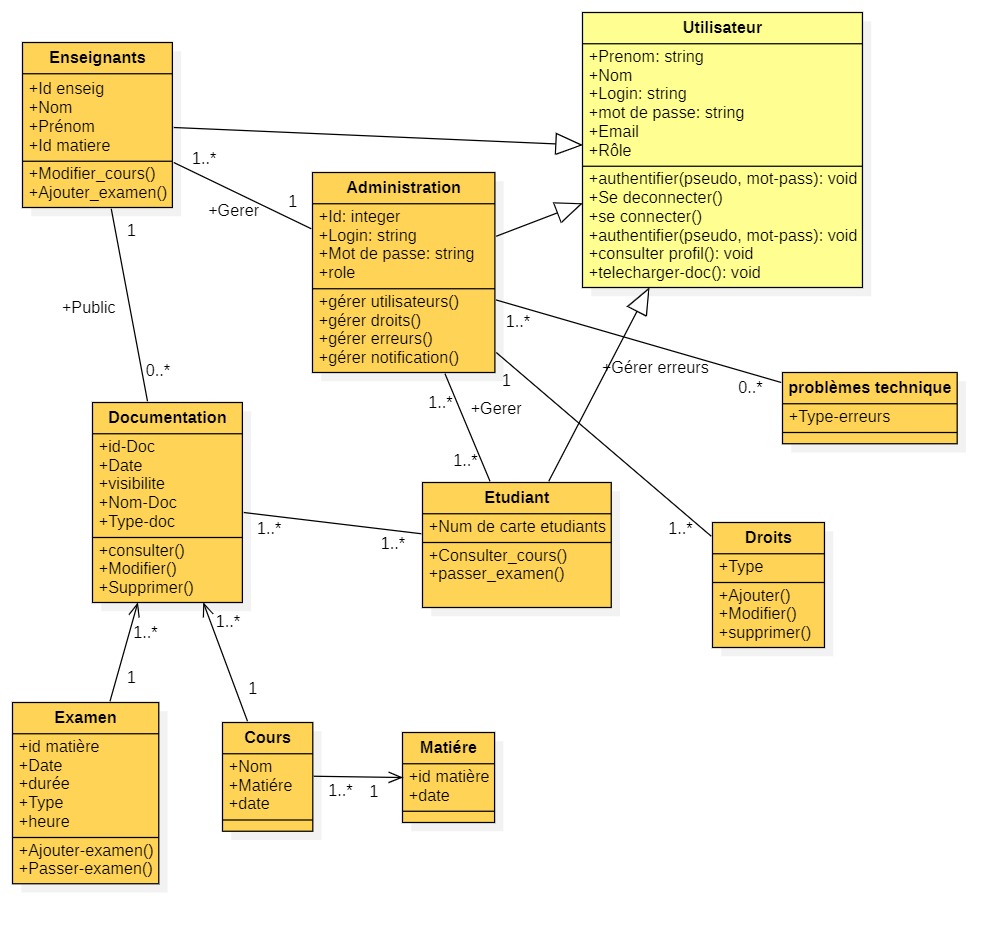 Utilisateur
+Prenom: string
+Nom
+Login: string
+mot de passe: string
+Email
+Rôle
+authentifier(pseudo, mot-pass): void
+Se deconnecter()
+se connecter()
+authentifier(pseudo, mot-pass): void
+consulter profil(): void
+telecharger-doc(): void
Enseignants
+Id enseig
+Nom
+Prénom
+Id matiere
+Modifier_cours()
+Ajouter_examen()
1..*
+Gerer
1
Administration
+Id: integer
+Login: string
+Mot de passe: string
+role
+gérer utilisateurs()
+gérer droits()
+gérer erreurs()
+gérer notification()
1
+Public
0..*
1..*
+Gérer erreurs
0..*
problèmes technique
+Type-erreurs
1..*
+Gerer
1..*
1
1..*
Documentation
+id-Doc
+Date
+visibilite
+Nom-Doc
+Type-doc
+consulter()
+Modifier()
+Supprimer()
1..*
1..*
Etudiant
+Num de carte etudiants
+Consulter_cours()
+passer_examen()
Droits
+Type
+Ajouter()
+Modifier()
+supprimer()
1..*
1
1..*
1
Examen
+id matière
+Date
+durée
+Type
+heure
+Ajouter-examen()
+Passer-examen()
Cours
+Nom
+Matiére
+date
1..*
1
Matiére
+id matière
+date